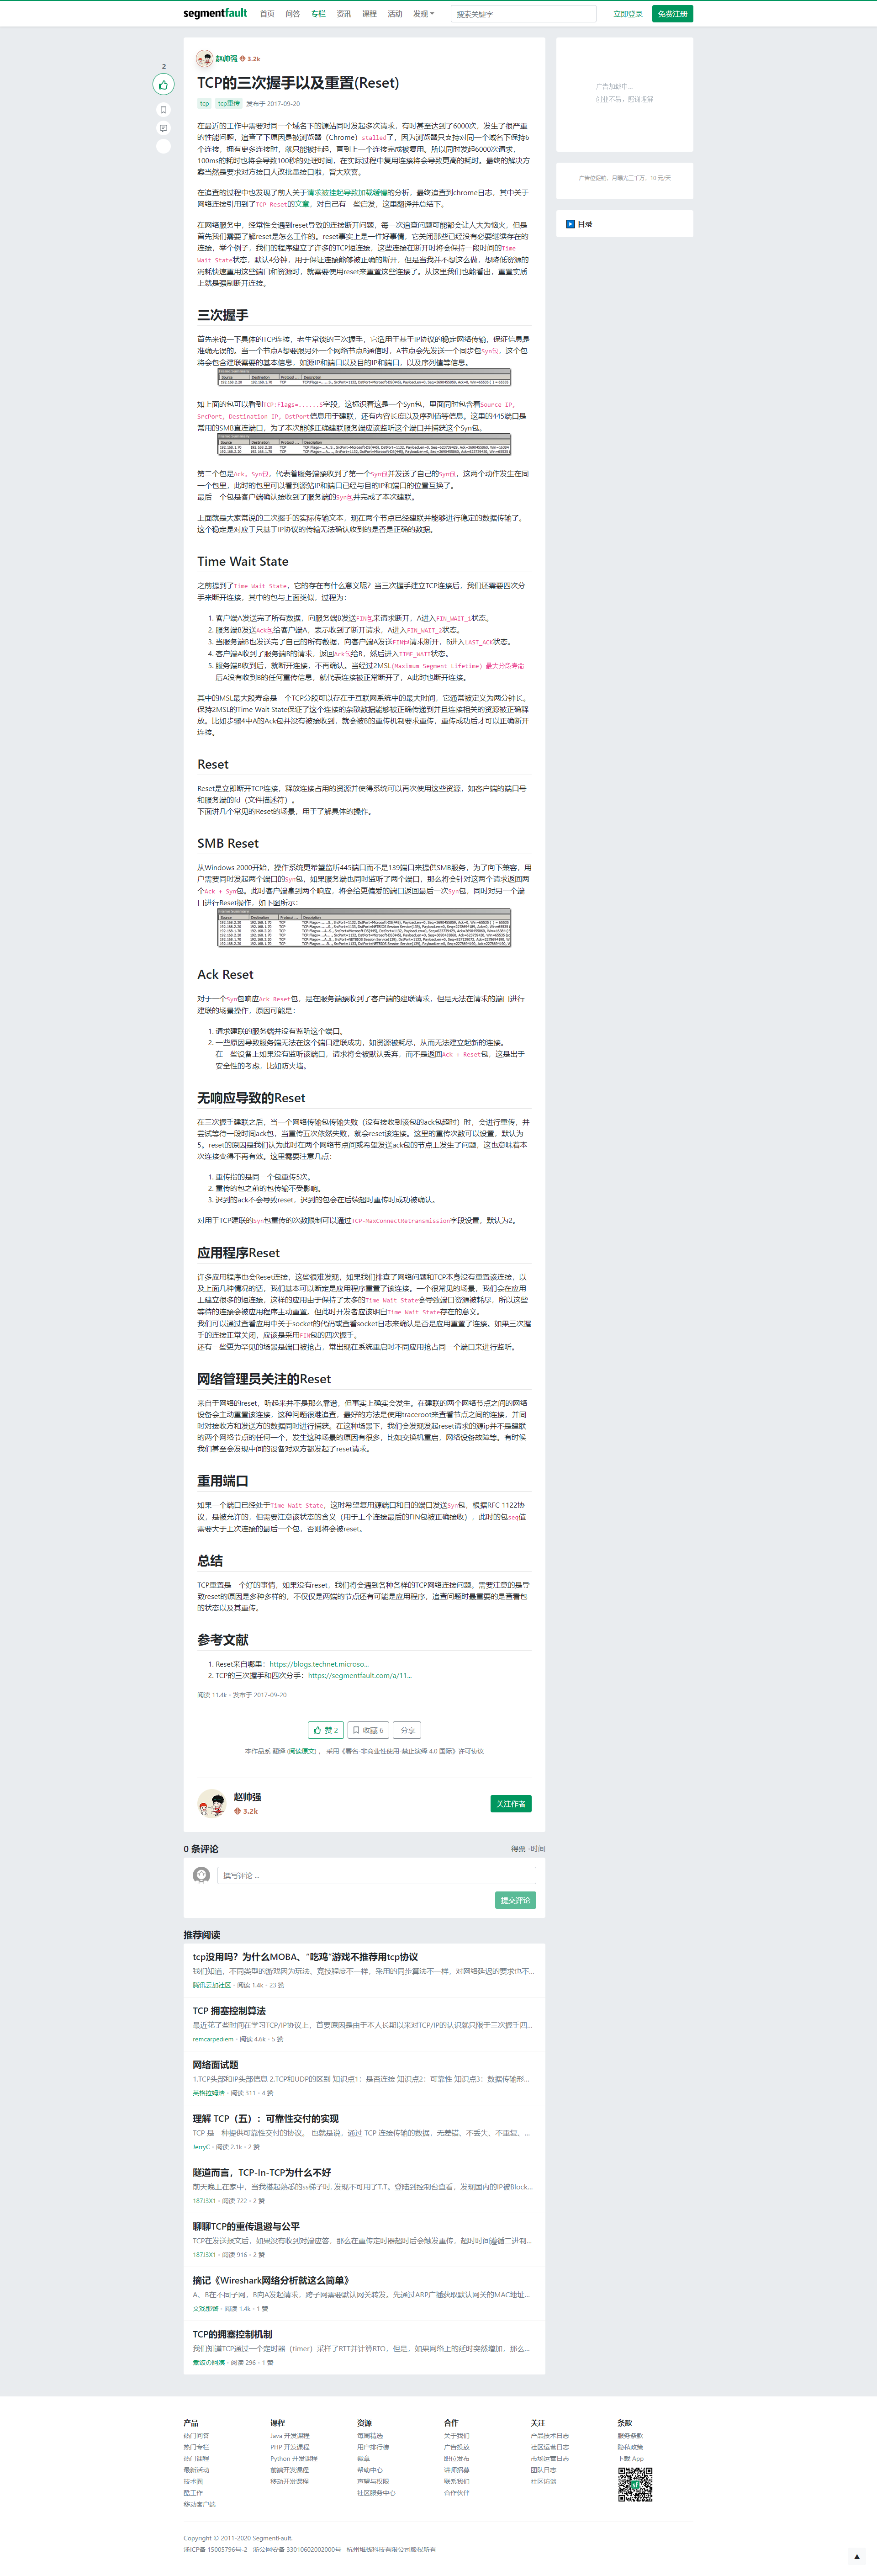 segmentfault 首页 问答 专栏 资讯 课程 活动 发现 搜索关键字 立即登录 免费注册
2
赵帅强 3.2k
TCP的三次握手以及重置(Reset)
tcp tcp重传 发布于 2017-09-20
在最近的工作中需要对同一个域名下的源站同时发起多次请求，有时甚至达到了6000次，发生了很严重
的性能问题，追查了下原因是被浏览器（Chrome）stalled了，因为浏览器只支持对同一个域名下保持6
个连接，拥有更多连接时，就只能被挂起，直到上一个连接完成被复用。所以同时发起6000次请求，
100ms的耗时也将会导致100秒的处理时间，在实际过程中复用连接将会导致更高的耗时。最终的解决方
案当然是要求对方接口人改批量接口啦，皆大欢喜。
在追查的过程中也发现了前人关于请求被挂起导致加载缓慢的分析，最终追查到chrome日志，其中关于
网络连接引用到了TCP Reset的文章，对自己有一些启发，这里翻译并总结下。
在网络服务中，经常性会遇到reset导致的连接断开问题，每一次追查问题可能都会让人大为恼火，但是
首先我们需要了解reset是怎么工作的。reset事实上是一件好事情，它关闭那些已经没有必要继续存在的
连接，举个例子，我们的程序建立了许多的TCP短连接，这些连接在断开时将会保持一段时间的Time
Wait State状态，默认4分钟，用于保证连接能够被正确的断开，但是当我并不想这么做，想降低资源的
消耗快速重用这些端口和资源时，就需要使用reset来重置这些连接了。从这里我们也能看出，重置实质
上就是强制断开连接。
三次握手
首先来说一下具体的TCP连接，老生常谈的三次握手，它适用于基于IP协议的稳定网络传输，保证信息是
准确无误的。当一个节点A想要跟另外一个网络节点B通信时，A节点会先发送一个同步包Syn包，这个包
将会包含建联需要的基本信息，如源IP和端口以及目的IP和端口，以及序列值等信息。
如上面的包可以看到TCP:Flags=......S字段，这标识着这是一个Syn包，里面同时包含着Source IP,
SrcPort, Destination IP, DstPort信息用于建联，还有内容长度以及序列值等信息。这里的445端口是
常用的SMB直连端口，为了本次能够正确建联服务端应该监听这个端口并捕获这个Syn包。
第二个包是Ack, Syn包，代表着服务端接收到了第一个Syn包并发送了自己的Syn包，这两个动作发生在同
一个包里，此时的包里可以看到源站IP和端口已经与目的IP和端口的位置互换了。
最后一个包是客户端确认接收到了服务端的Syn包并完成了本次建联。
上面就是大家常说的三次握手的实际传输文本，现在两个节点已经建联并能够进行稳定的数据传输了。
这个稳定是对应于只基于IP协议的传输无法确认收到的是否是正确的数据。
Time Wait State
之前提到了Time Wait State，它的存在有什么意义呢？当三次握手建立TCP连接后，我们还需要四次分
手来断开连接，其中的包与上面类似，过程为：
1. 客户端A发送完了所有数据，向服务端B发送FIN包来请求断开，A进入FIN_WAIT_1状态。
2. 服务端B发送Ack包给客户端A，表示收到了断开请求，A进入FIN_WAIT_2状态。
3. 当服务端B也发送完了自己的所有数据，向客户端A发送FIN包请求断开，B进入LAST_ACK状态。
4. 客户端A收到了服务端B的请求，返回Ack包给B，然后进入TIME_WAIT状态。
5. 服务端B收到后，就断开连接，不再确认。当经过2MSL(Maximum Segment Lifetime) 最大分段寿命
后A没有收到B的任何重传信息，就代表连接被正常断开了，A此时也断开连接。
其中的MSL最大段寿命是一个TCP分段可以存在于互联网系统中的最大时间，它通常被定义为两分钟长。
保持2MSL的Time Wait State保证了这个连接的杂散数据能够被正确传递到并且连接相关的资源被正确释
放。比如步骤4中A的Ack包并没有被接收到，就会被B的重传机制要求重传，重传成功后才可以正确断开
连接。
Reset
Reset是立即断开TCP连接，释放连接占用的资源并使得系统可以再次使用这些资源，如客户端的端口号
和服务端的fd（文件描述符）。
下面讲几个常见的Reset的场景，用于了解具体的操作。
SMB Reset
从Windows 2000开始，操作系统更希望监听445端口而不是139端口来提供SMB服务，为了向下兼容，用
户需要同时发起两个端口的Syn包，如果服务端也同时监听了两个端口，那么将会针对这两个请求返回两
个Ack + Syn包。此时客户端拿到两个响应，将会给更偏爱的端口返回最后一次Syn包，同时对另一个端
口进行Reset操作，如下图所示：
Ack Reset
对于一个Syn包响应Ack Reset包，是在服务端接收到了客户端的建联请求，但是无法在请求的端口进行
建联的场景操作，原因可能是：
1. 请求建联的服务端并没有监听这个端口。
2. 一些原因导致服务端无法在这个端口建联成功，如资源被耗尽，从而无法建立起新的连接。
在一些设备上如果没有监听该端口，请求将会被默认丢弃，而不是返回Ack + Reset包，这是出于
安全性的考虑，比如防火墙。
无响应导致的Reset
在三次握手建联之后，当一个网络传输包传输失败（没有接收到该包的ack包超时）时，会进行重传，并
尝试等待一段时间ack包，当重传五次依然失败，就会reset该连接。这里的重传次数可以设置，默认为
5。reset的原因是我们认为此时在两个网络节点间或希望发送ack包的节点上发生了问题，这也意味着本
次连接变得不再有效。这里需要注意几点：
1. 重传指的是同一个包重传5次。
2. 重传的包之前的包传输不受影响。
3. 迟到的ack不会导致reset，迟到的包会在后续超时重传时成功被确认。
对用于TCP建联的Syn包重传的次数限制可以通过TCP-MaxConnectRetransmission字段设置，默认为2。
应用程序Reset
许多应用程序也会Reset连接，这些很难发现，如果我们排查了网络问题和TCP本身没有重置该连接，以
及上面几种情况的话，我们基本可以断定是应用程序重置了该连接。一个很常见的场景，我们会在应用
上建立很多的短连接，这样的应用由于保持了太多的Time Wait State会导致端口资源被耗尽，所以这些
等待的连接会被应用程序主动重置。但此时开发者应该明白Time Wait State存在的意义。
我们可以通过查看应用中关于socket的代码或查看socket日志来确认是否是应用重置了连接。如果三次握
手的连接正常关闭，应该是采用FIN包的四次握手。
还有一些更为罕见的场景是端口被抢占，常出现在系统重启时不同应用抢占同一个端口来进行监听。
网络管理员关注的Reset
来自于网络的reset，听起来并不是那么靠谱，但事实上确实会发生。在建联的两个网络节点之间的网络
设备会主动重置该连接，这种问题很难追查，最好的方法是使用traceroot来查看节点之间的连接，并同
时对接收方和发送方的数据同时进行捕获。在这种场景下，我们会发现发起reset请求的源ip并不是建联
的两个网络节点的任何一个，发生这种场景的原因有很多，比如交换机重启，网络设备故障等。有时候
我们甚至会发现中间的设备对双方都发起了reset请求。
重用端口
如果一个端口已经处于Time Wait State，这时希望复用源端口和目的端口发送Syn包，根据RFC 1122协
议，是被允许的，但需要注意该状态的含义（用于上个连接最后的FIN包被正确接收），此时的包seq值
需要大于上次连接的最后一个包，否则将会被reset。
总结
TCP重置是一个好的事情，如果没有reset，我们将会遇到各种各样的TCP网络连接问题。需要注意的是导
致reset的原因是多种多样的，不仅仅是两端的节点还有可能是应用程序，追查问题时最重要的是查看包
的状态以及其重传。
参考文献
1. Reset来自哪里：https://blogs.technet.microso...
2. TCP的三次握手和四次分手：https://segmentfault.com/a/11...
阅读 11.4k · 发布于 2017-09-20
赞 2 收藏 6 分享
本作品系 翻译 (阅读原文) ， 采用《署名-非商业性使用-禁止演绎 4.0 国际》许可协议
赵帅强
3.2k
关注作者
0 条评论 得票 ·时间
撰写评论 ...
提交评论
推荐阅读
tcp没用吗？为什么MOBA、"吃鸡"游戏不推荐用tcp协议
我们知道，不同类型的游戏因为玩法、竞技程度不一样，采用的同步算法不一样，对网络延迟的要求也不...
腾讯云加社区 · 阅读 1.4k · 23 赞
TCP 拥塞控制算法
最近花了些时间在学习TCP/IP协议上，首要原因是由于本人长期以来对TCP/IP的认识就只限于三次握手四...
remcarpediem · 阅读 4.6k · 5 赞
网络面试题
1.TCP头部和IP头部信息 2.TCP和UDP的区别 知识点1：是否连接 知识点2：可靠性 知识点3：数据传输形...
英格拉姆浩 · 阅读 311 · 4 赞
理解 TCP（五）：可靠性交付的实现
TCP 是一种提供可靠性交付的协议。 也就是说，通过 TCP 连接传输的数据，无差错、不丢失、不重复、...
JerryC · 阅读 2.1k · 2 赞
隧道而言，TCP-In-TCP为什么不好
前天晚上在家中，当我搭起熟悉的ss梯子时, 发现不可用了T.T。登陆到控制台查看，发现国内的IP被Block...
187J3X1 · 阅读 722 · 2 赞
聊聊TCP的重传退避与公平
TCP在发送报文后，如果没有收到对端应答，那么在重传定时器超时后会触发重传，超时时间遵循二进制...
187J3X1 · 阅读 916 · 2 赞
摘记《Wireshark网络分析就这么简单》
A、B在不同子网，B向A发起请求，跨子网需要默认网关转发。先通过ARP广播获取默认网关的MAC地址...
· 阅读 1.4k · 1 赞
TCP的拥塞控制机制
我们知道TCP通过一个定时器（timer）采样了RTT并计算RTO，但是，如果网络上的延时突然增加，那么...
煮饭の阿姨 · 阅读 296 · 1 赞
广告加载中...
创业不易，感谢理解
广告位促销，月曝光三千万，10 元/天
目录
产品 课程 资源 合作 关注 条款
热门问答 Java 开发课程 每周精选 关于我们 产品技术日志 服务条款
热门专栏 PHP 开发课程 用户排行榜 广告投放 社区运营日志 隐私政策
热门课程 Python 开发课程 徽章 职位发布 市场运营日志 下载 App
最新活动 前端开发课程 帮助中心 讲师招募 团队日志
技术圈 移动开发课程 声望与权限 联系我们 社区访谈
酷工作 社区服务中心 合作伙伴
移动客户端
Copyright © 2011-2020 SegmentFault.
浙ICP备 15005796号-2 浙公网安备 33010602002000号 杭州堆栈科技有限公司版权所有